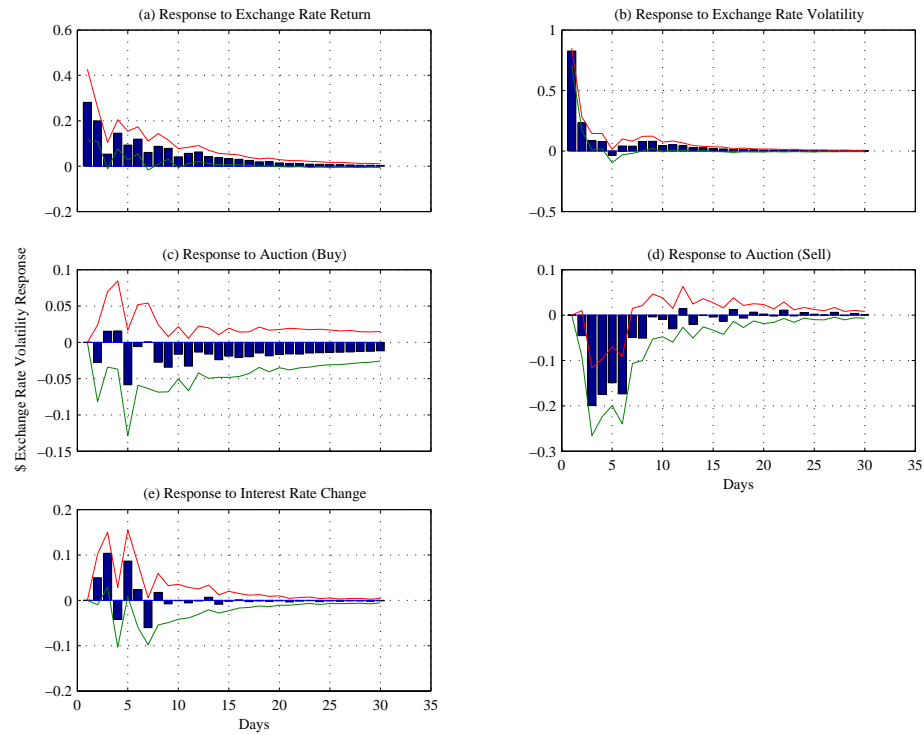 (a) Response to Exchange Rate Return
0.6
0.4
0.2
0
−0.2
(b) Response to Exchange Rate Volatility
1
0.5
0
−0.5
$ Exchange Rate Volatility Response
(c) Response to Auction (Buy)
0.1
0.05
0
−0.05
−0.1
−0.15
(d) Response to Auction (Sell)
0.1
0
−0.1
−0.2
−0.3
0 5 10 15 20 25 30 35
Days
(e) Response to Interest Rate Change
0.2
0.1
0
−0.1
−0.2
0 5 10 15 20 25 30 35
Days